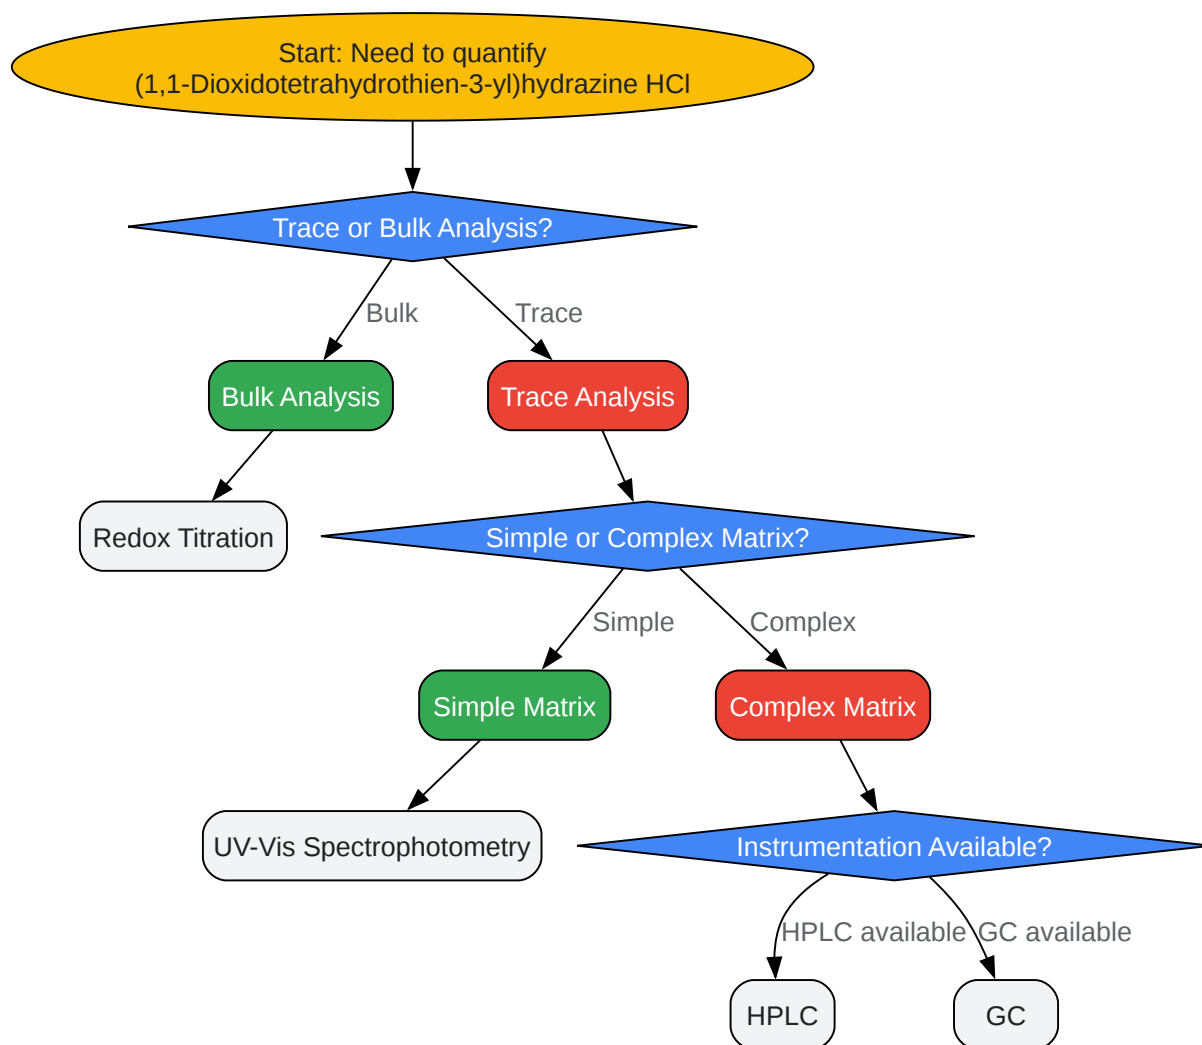 Start: Need to quantify
(1,1-Dioxidotetrahydrothien-3-yl)hydrazine HCl
Trace or Bulk Analysis?
Bulk
Trace
Bulk Analysis
Trace Analysis
Redox Titration
Simple or Complex Matrix?
Simple
Complex
Simple Matrix
Complex Matrix
UV-Vis Spectrophotometry
Instrumentation Available?
HPLC available
GC available
HPLC
GC